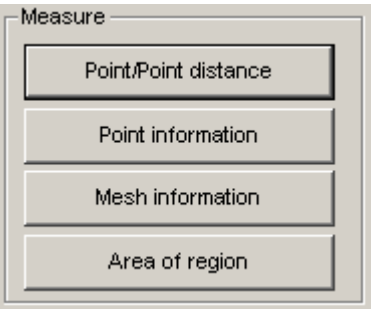 Measure
Point/Point distance
Point information
Mesh information
Area of region